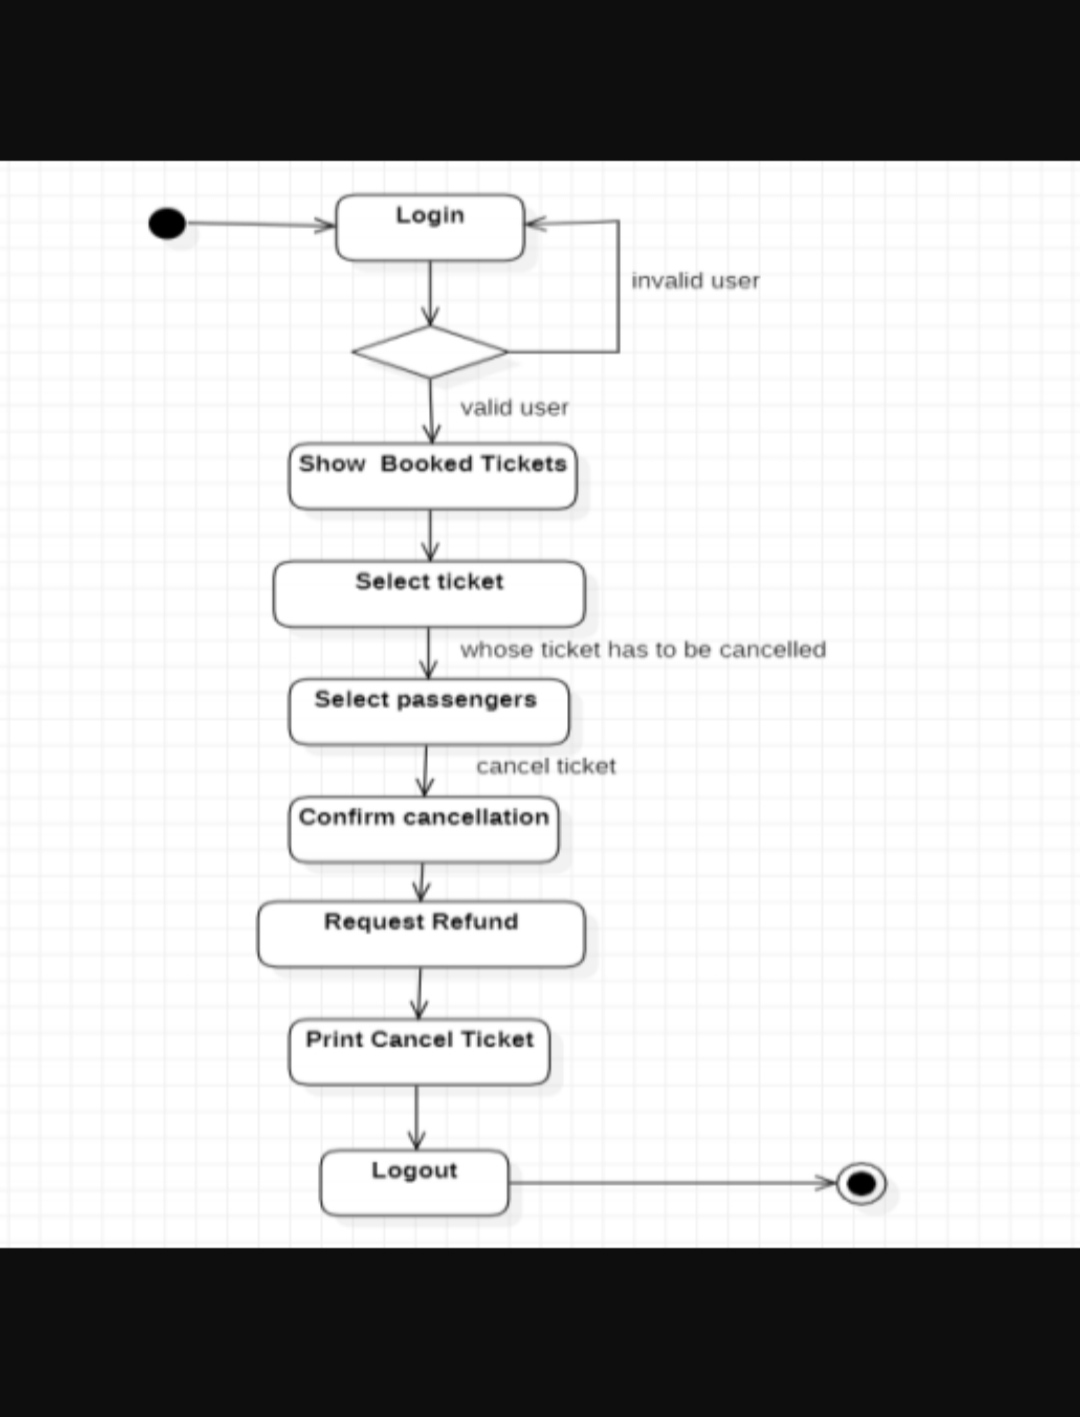 Login
invalid user
valid user
Show  Booked Tickets
Select ticket
whose ticket has to be cancelled
Select passengers
cancel ticket
Confirm cancellation
Request Refund
Print Cancel Ticket
Logout